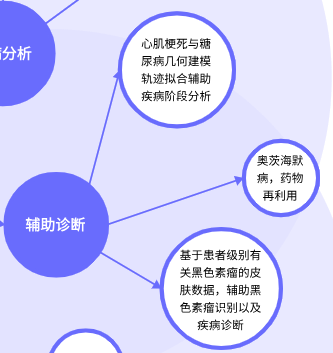 分析
心肌梗死与糖
尿病几何建模
轨迹拟合辅助
疾病阶段分析
奥茨海默
病，药物
再利用
辅助诊断
基于患者级别有
关黑色素瘤的皮
肤数据，辅助黑
色素瘤识别以及
疾病诊断